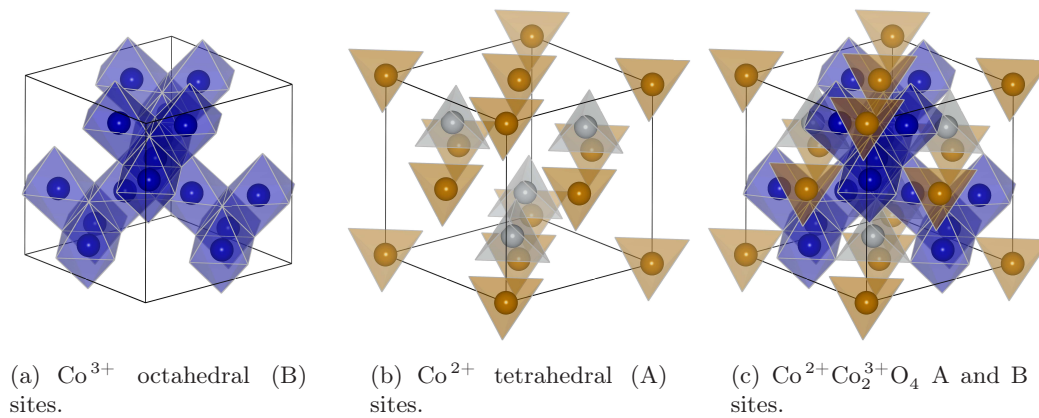 (a) Co³⁺ octahedral (B)
sites.
(b) Co²⁺ tetrahedral (A)
sites.
(c) Co²⁺Co₂³⁺O₄ A and B
sites.